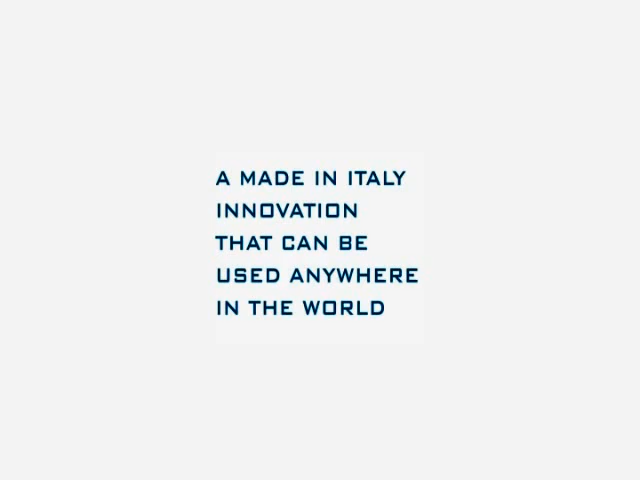 A MADE IN ITALY
INNOVATION
THAT CAN BE
USED ANYWHERE
IN THE WORLD